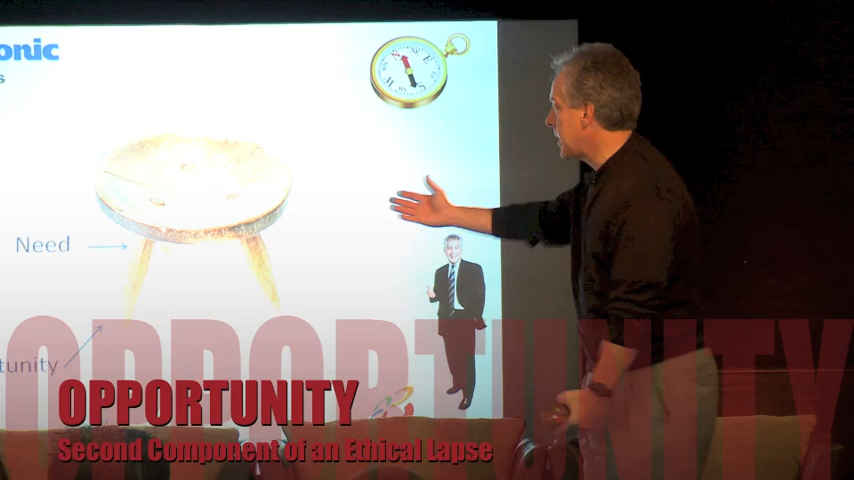 onic
s
Need
tunity
OPPORTUNITY
OPPORTUNITY
Second Component of an Ethical Lapse